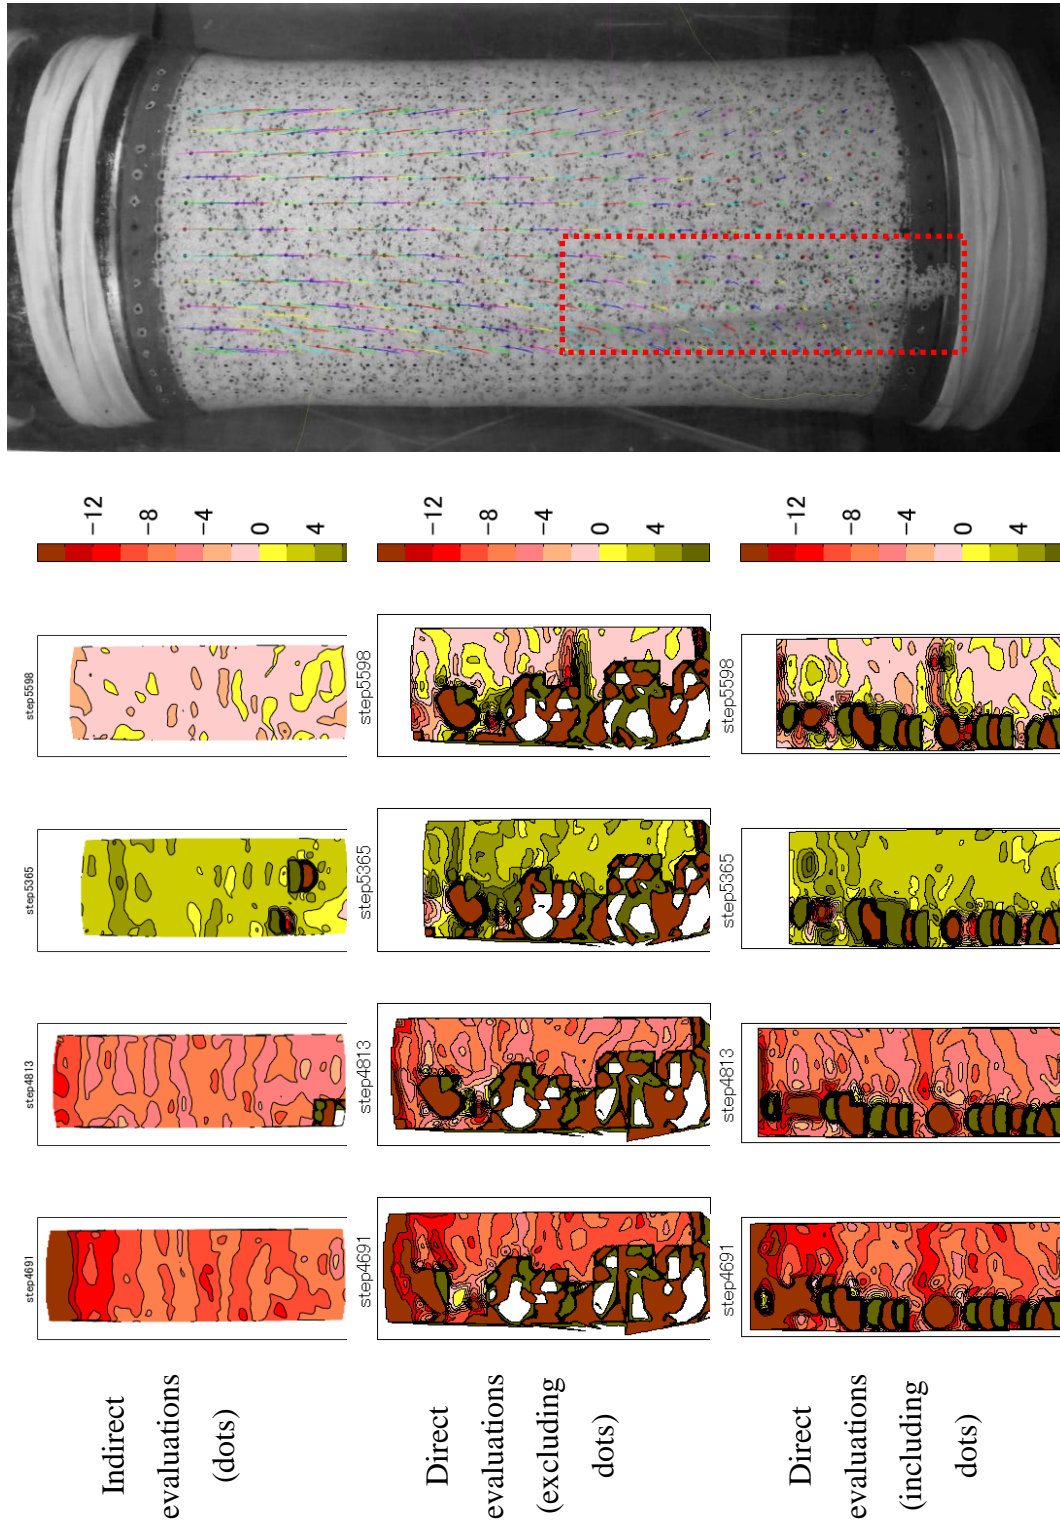 Indirect
evaluations
(dots)
step4691
step4813
step5365
step5598
-12
-8
-4
0
4
Direct
evaluations
(excluding
dots)
step4691
step4813
step5365
step5598
-12
-8
-4
0
4
Direct
evaluations
(including
dots)
step4691
step4813
step5365
step5598
-12
-8
-4
0
4